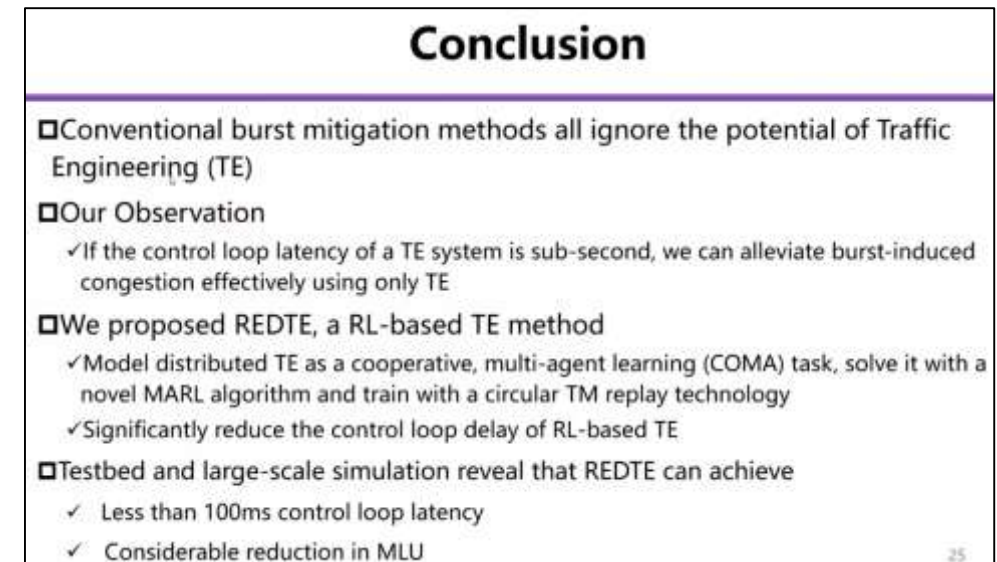 Conclusion
Conventional burst mitigation methods all ignore the potential of Traffic
Engineering (TE)
Our Observation
✓If the control loop latency of a TE system is sub-second, we can alleviate burst-induced
congestion effectively using only TE
We proposed REDTE, a RL-based TE method
✓Model distributed TE as a cooperative, multi-agent learning (COMA) task, solve it with a
novel MARL algorithm and train with a circular TM replay technology
✓Significantly reduce the control loop delay of RL-based TE
Testbed and large-scale simulation reveal that REDTE can achieve
✓ Less than 100ms control loop latency
✓ Considerable reduction in MLU
25